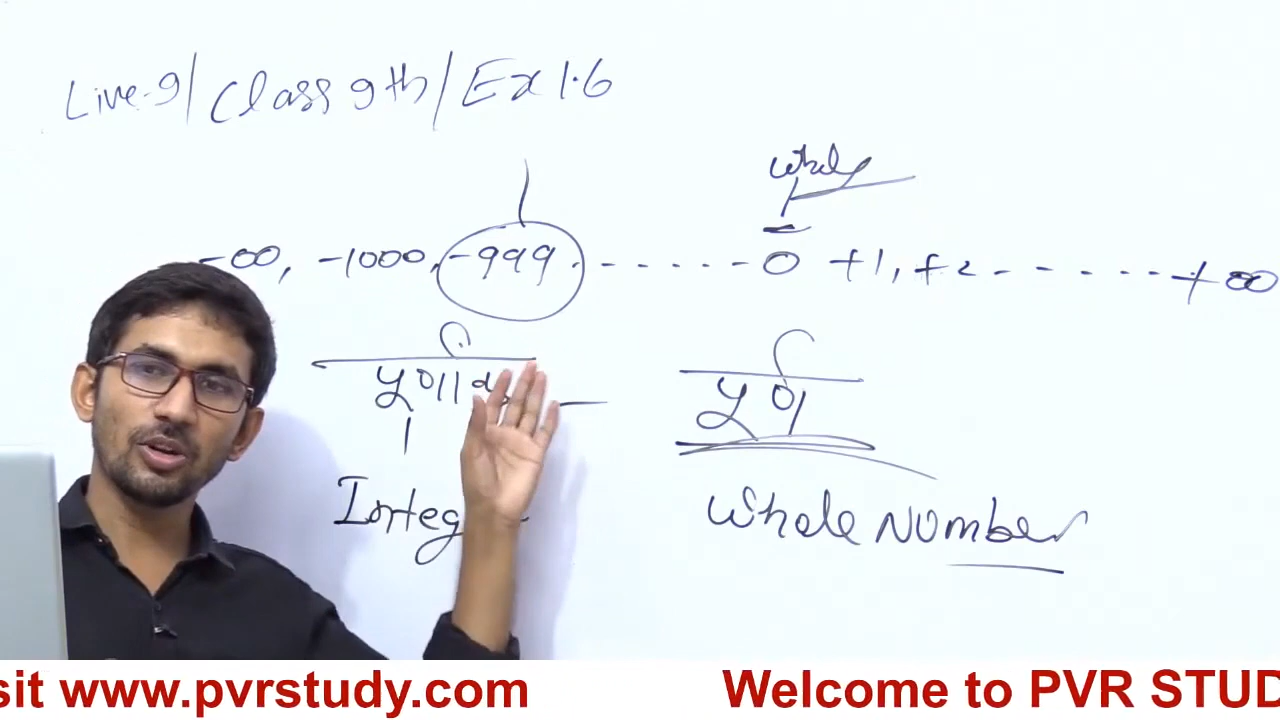 Live-9/Class 9th/Ex 1.6
whole
-∞, -1000, -999. - - - - - - 0 +1, +2 - - - - - - +∞
पूर्णांक
पूर्ण
Integ
Whole Number
sit www.pvrstudy.com Welcome to PVR STUD